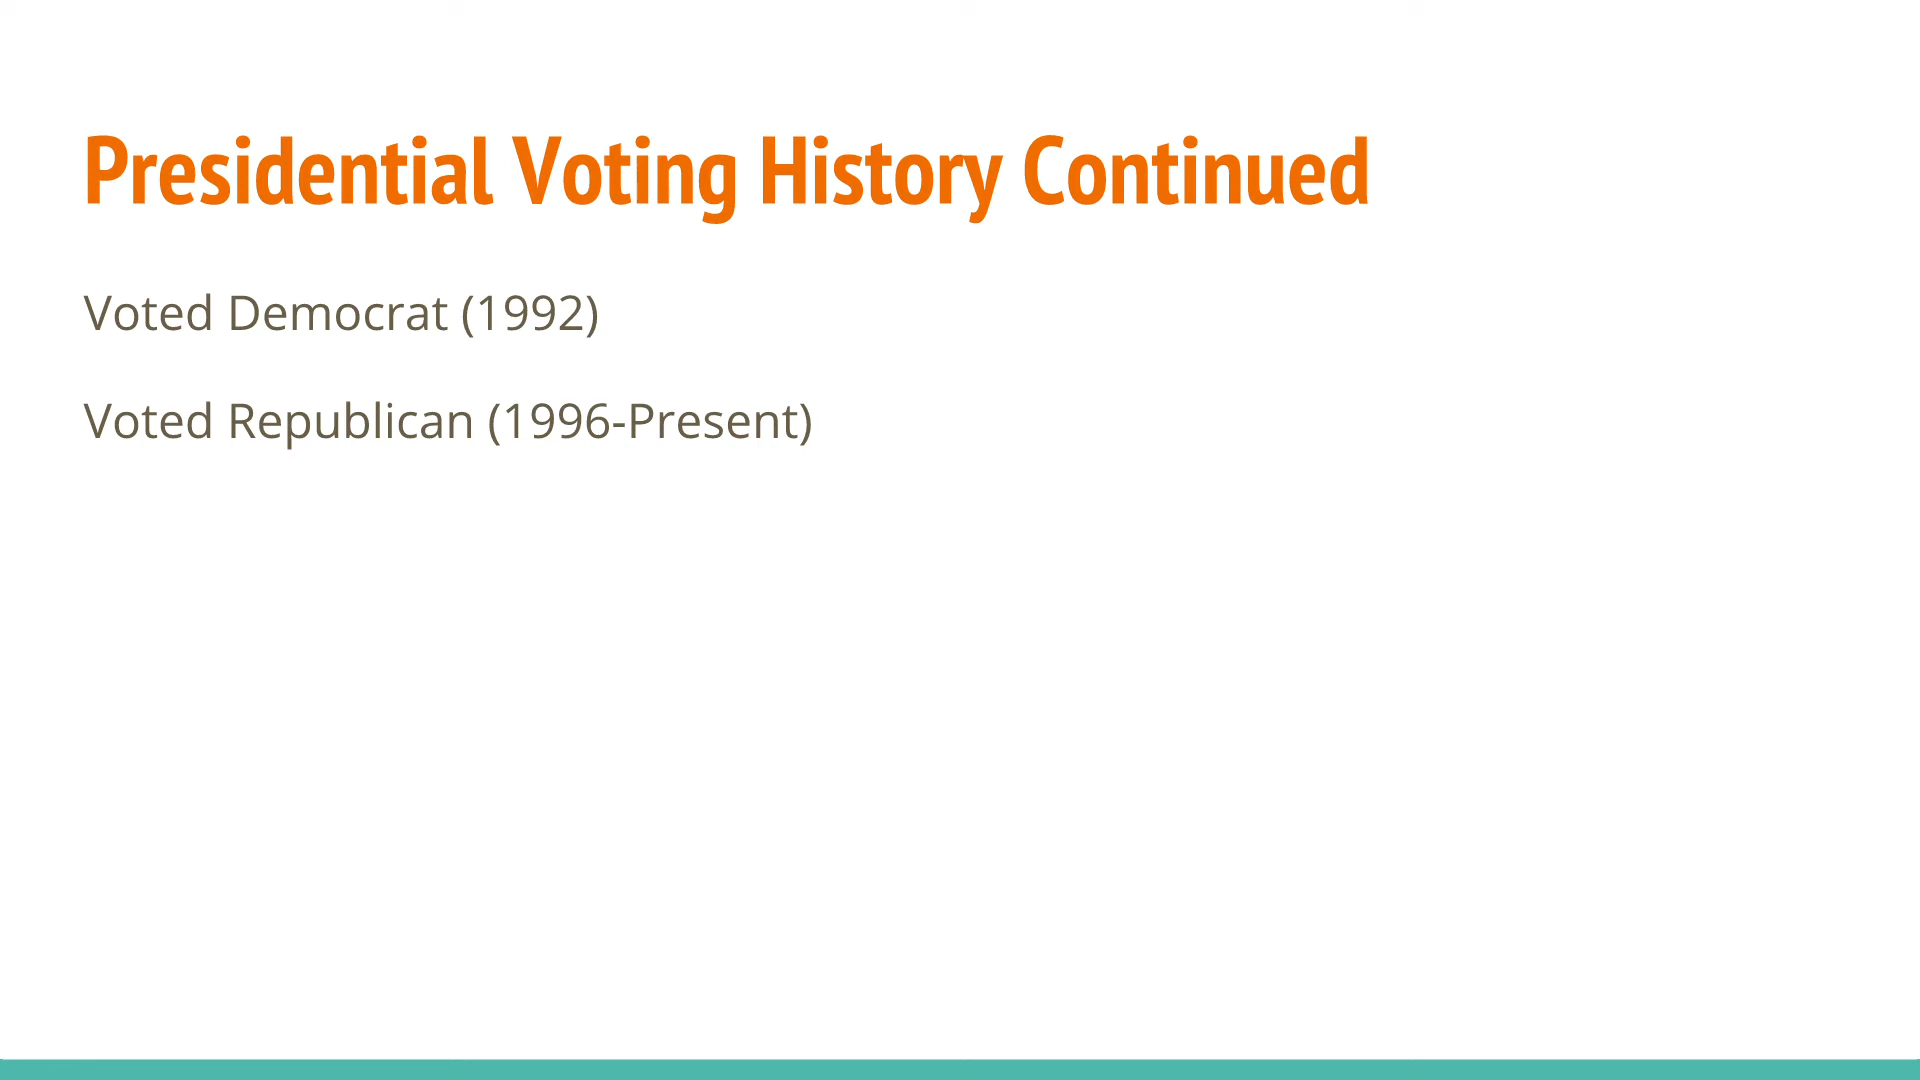 Presidential Voting History Continued
Voted Democrat (1992)
Voted Republican (1996-Present)